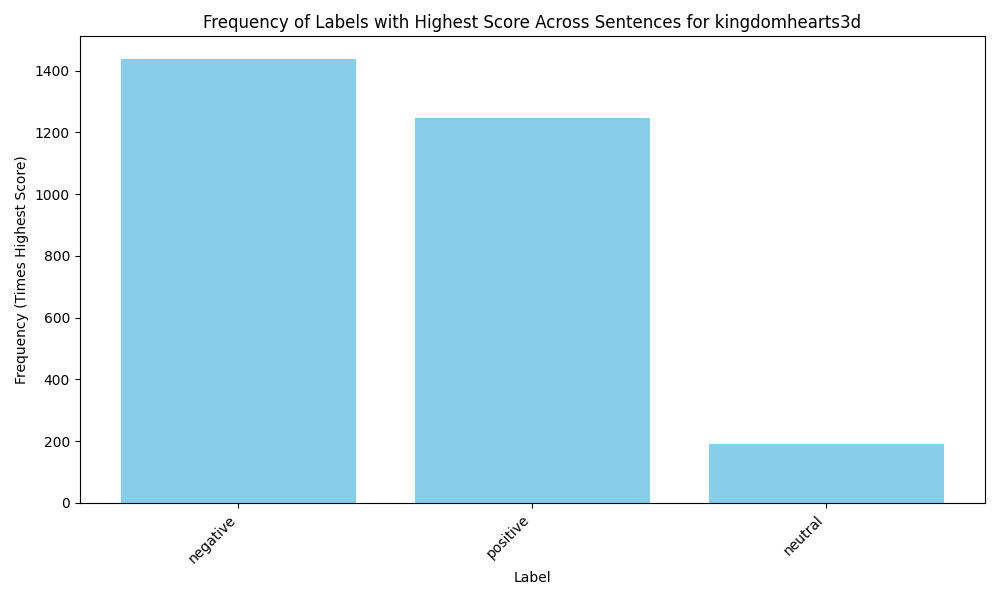 Frequency of Labels with Highest Score Across Sentences for kingdomhearts3d
Frequency (Times Highest Score)
1400
1200
1000
800
600
400
200
0
negative
positive
neutral
Label